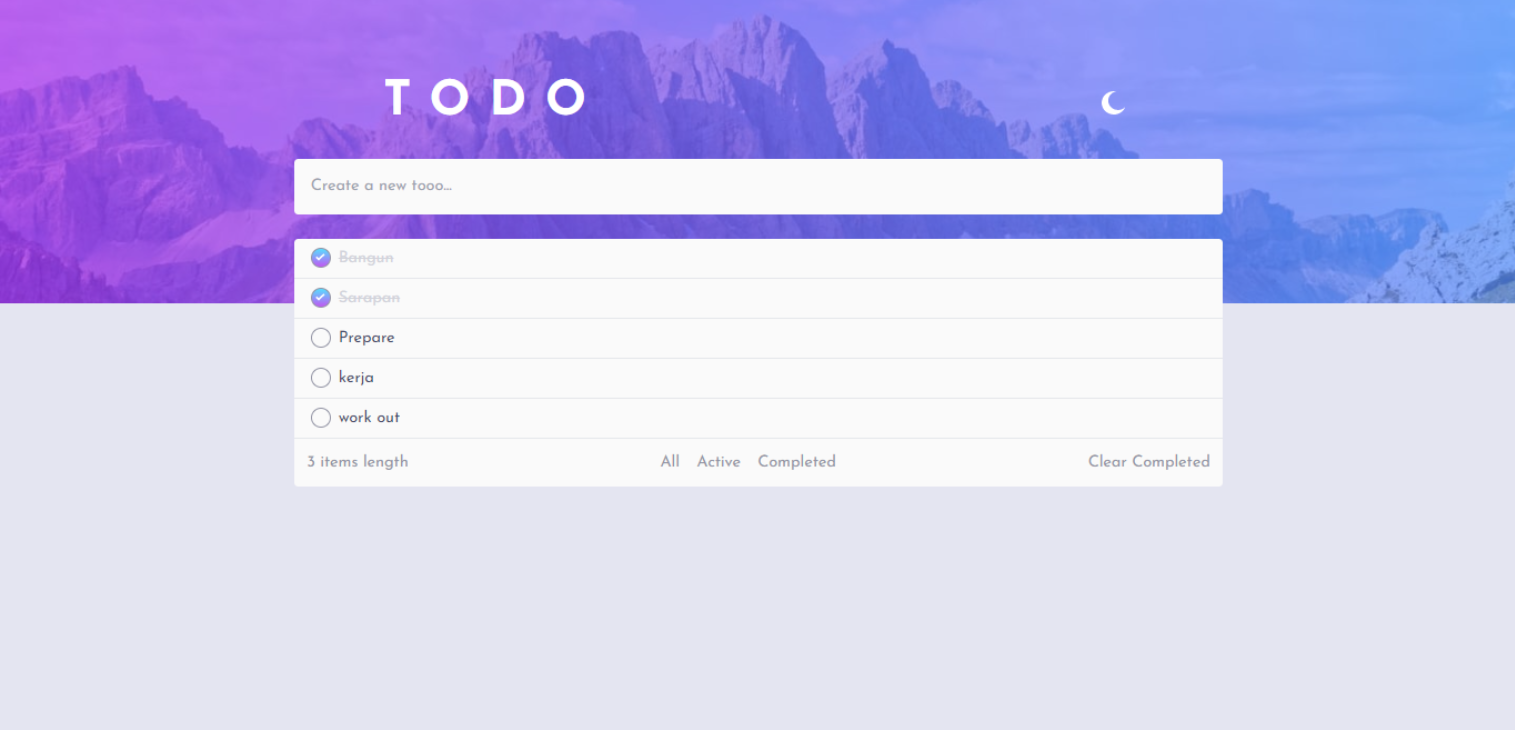 TODO
Create a new tooo...
Bangun
Sarapan
Prepare
kerja
work out
3 items length All Active Completed Clear Completed